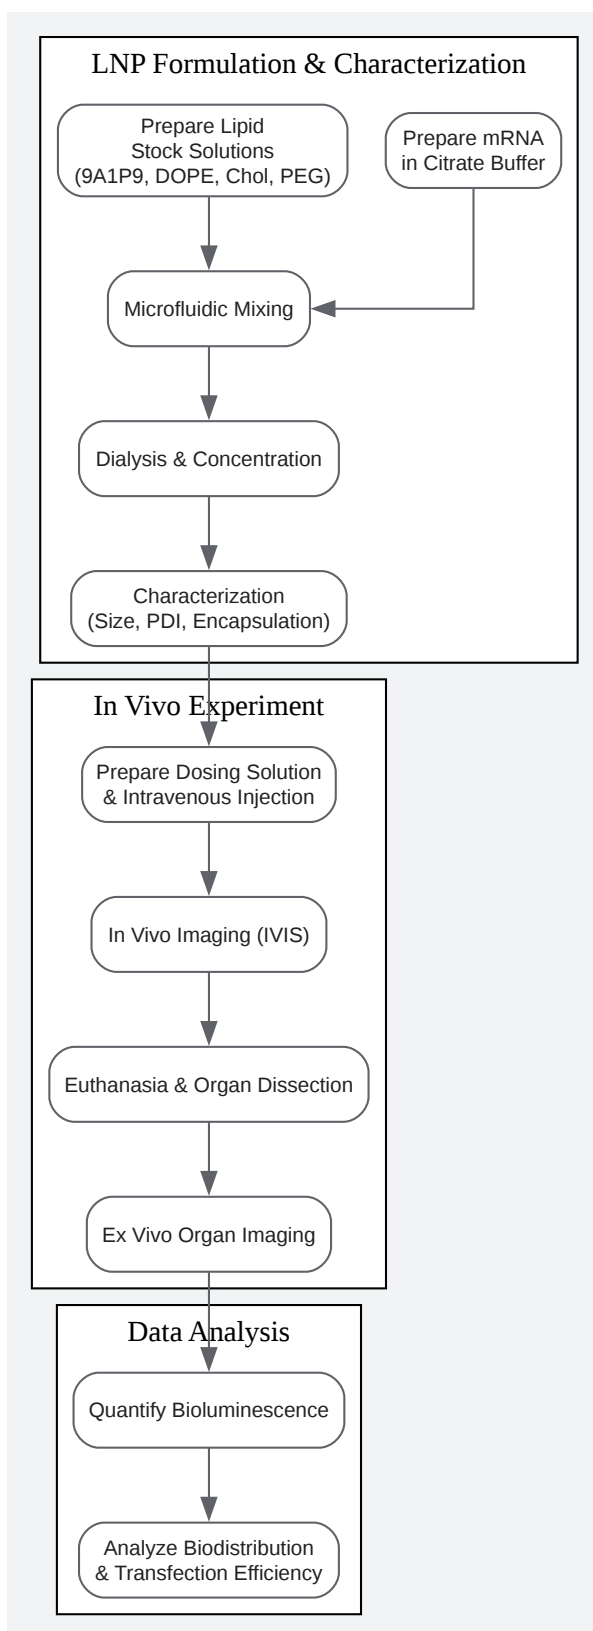 LNP Formulation & Characterization
Prepare Lipid
Stock Solutions
(9A1P9, DOPE, Chol, PEG)
Prepare mRNA
in Citrate Buffer
Microfluidic Mixing
Dialysis & Concentration
Characterization
(Size, PDI, Encapsulation)
In Vivo Experiment
Prepare Dosing Solution
& Intravenous Injection
In Vivo Imaging (IVIS)
Euthanasia & Organ Dissection
Ex Vivo Organ Imaging
Data Analysis
Quantify Bioluminescence
Analyze Biodistribution
& Transfection Efficiency